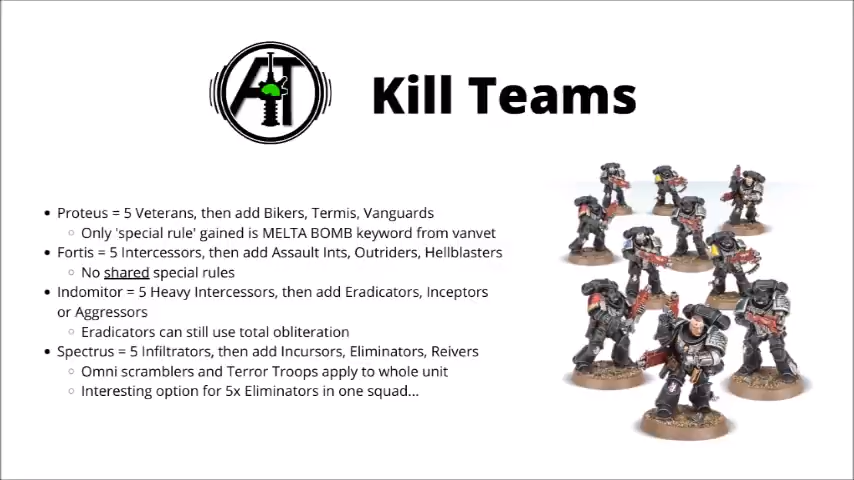 AT
Kill Teams
• Proteus = 5 Veterans, then add Bikers, Termis, Vanguards
○ Only 'special rule' gained is MELTA BOMB keyword from vanvet
• Fortis = 5 Intercessors, then add Assault Ints, Outriders, Hellblasters
○ No shared special rules
• Indomitor = 5 Heavy Intercessors, then add Eradicators, Inceptors
or Aggressors
○ Eradicators can still use total obliteration
• Spectrus = 5 Infiltrators, then add Incursors, Eliminators, Reivers
○ Omni scramblers and Terror Troops apply to whole unit
○ Interesting option for 5x Eliminators in one squad...